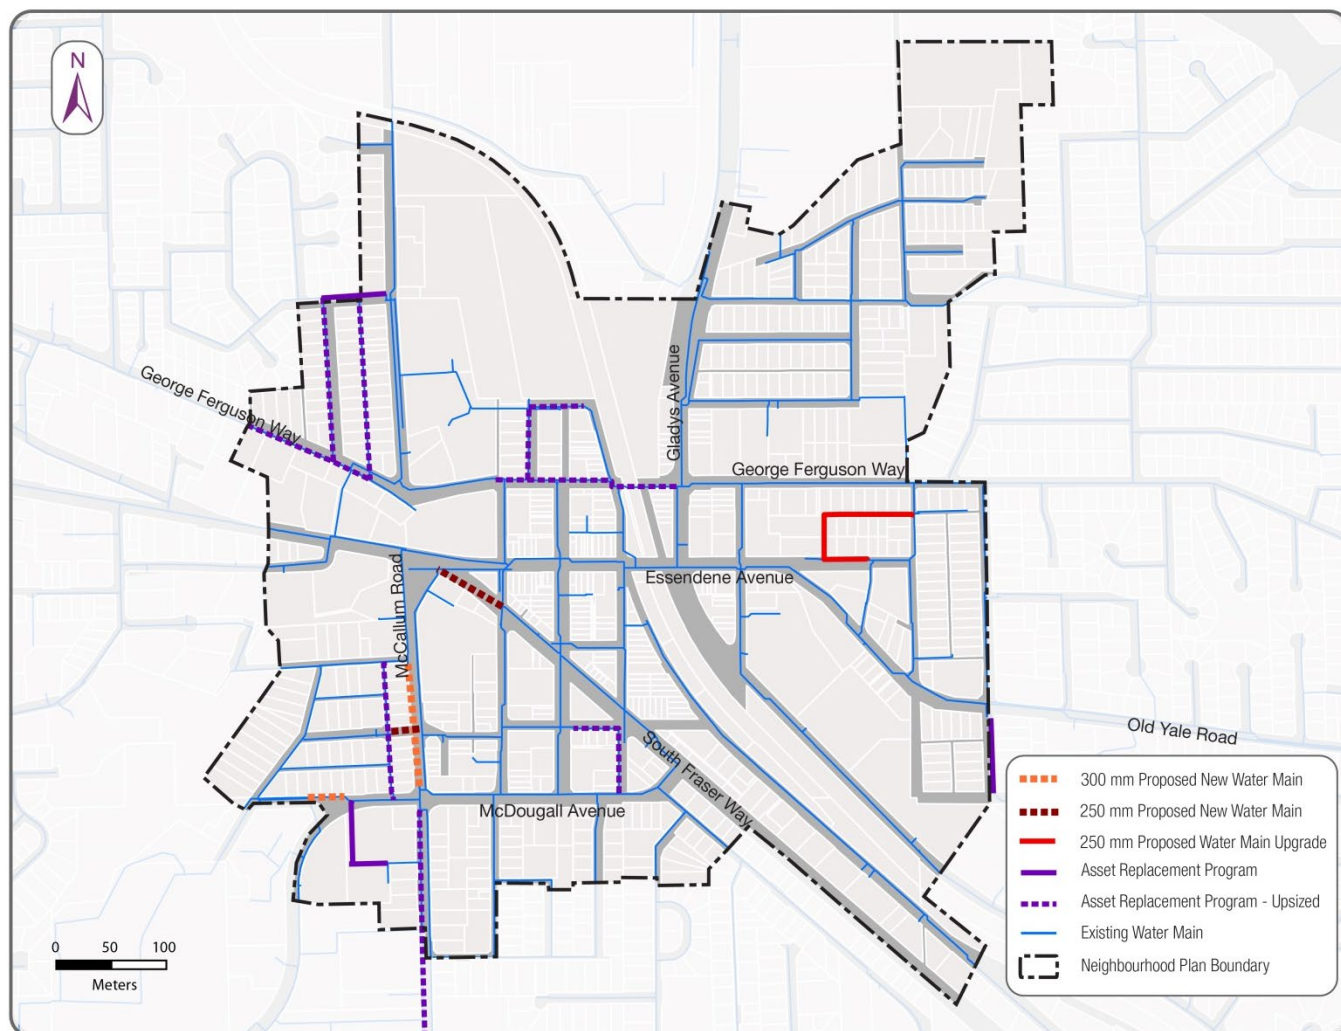 N
George Ferguson Way
Gladys Avenue
George Ferguson Way
McCallum Road
Essendene Avenue
Old Yale Road
South Fraser Way
McDougall Avenue
300 mm Proposed New Water Main
250 mm Proposed New Water Main
250 mm Proposed Water Main Upgrade
Asset Replacement Program
Asset Replacement Program - Upsized
Existing Water Main
Neighbourhood Plan Boundary
0 50 100
Meters